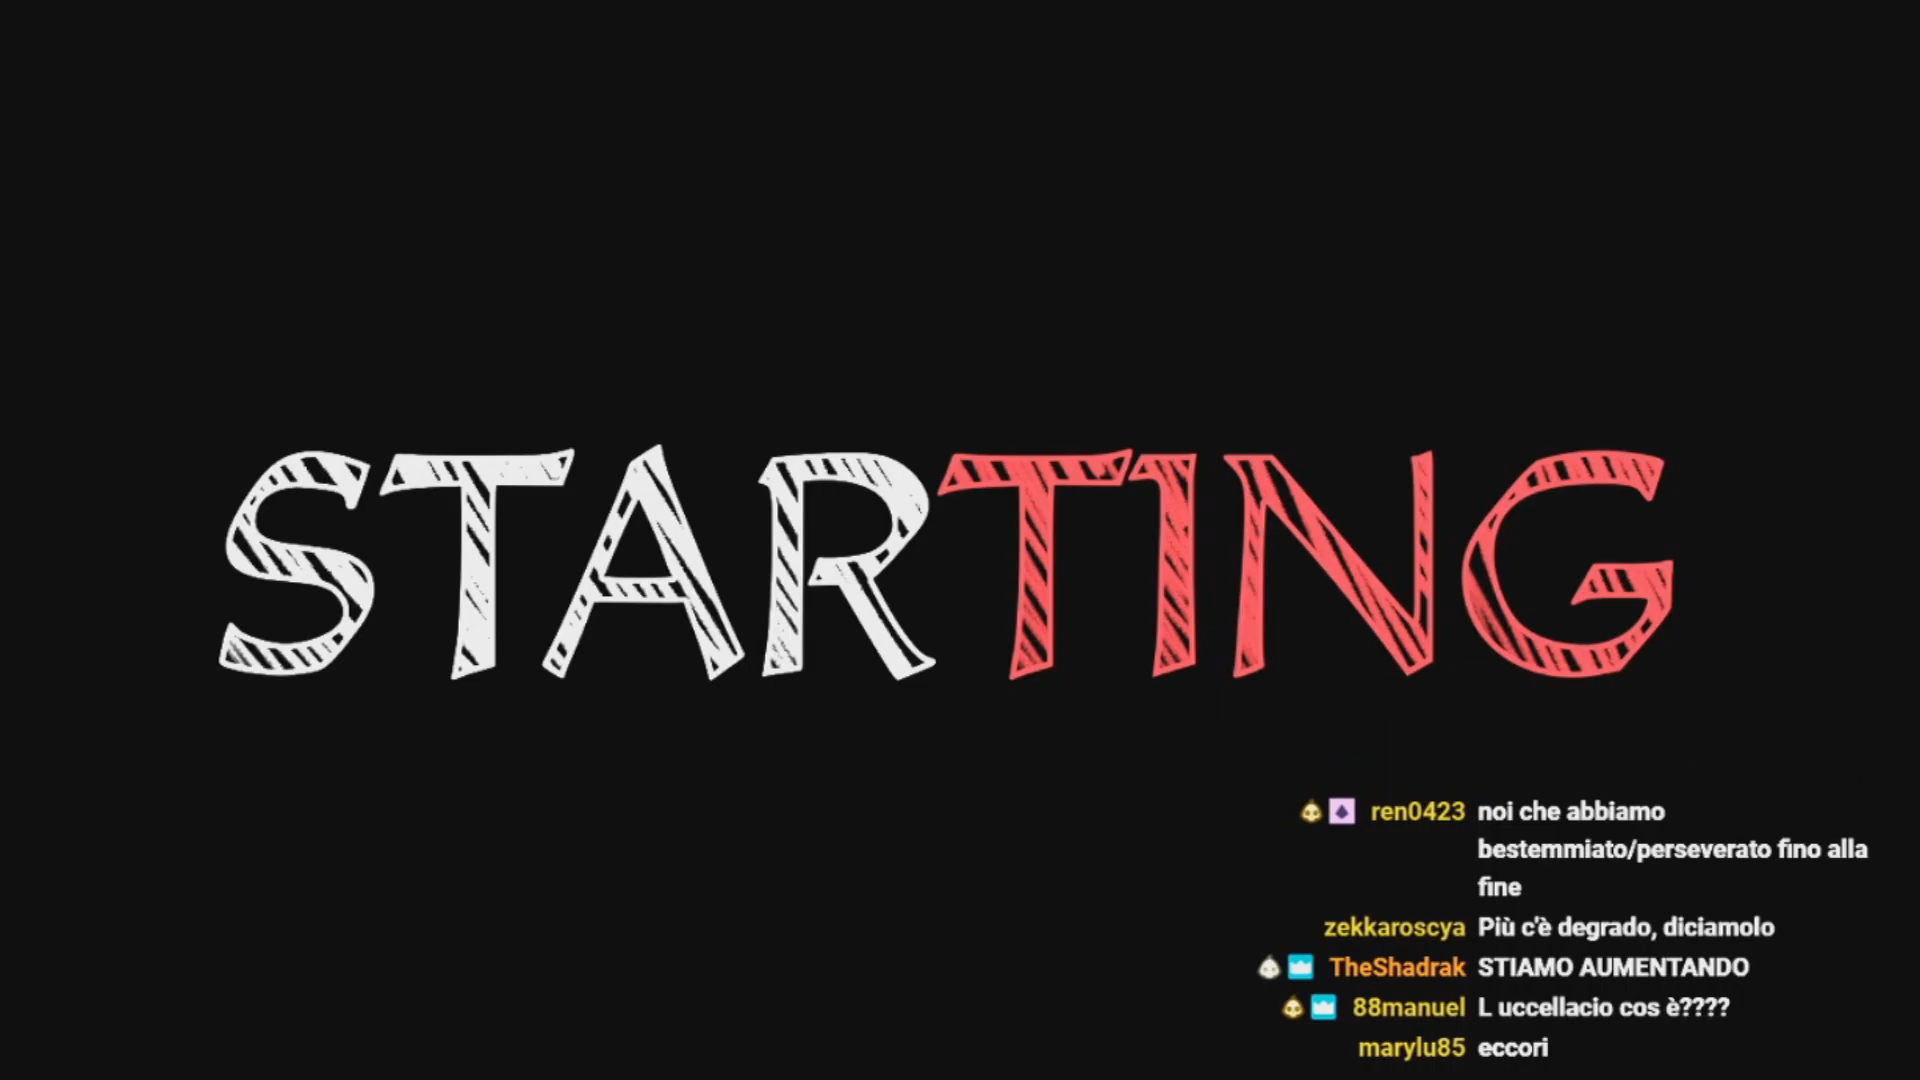 STARTING
ren0423 noi che abbiamo
bestemmiato/perseverato fino alla
fine
zekkaroscya Più c'è degrado, diciamolo
TheShadrak STIAMO AUMENTANDO
88manuel L uccellacio cos è????
marylu85 eccori